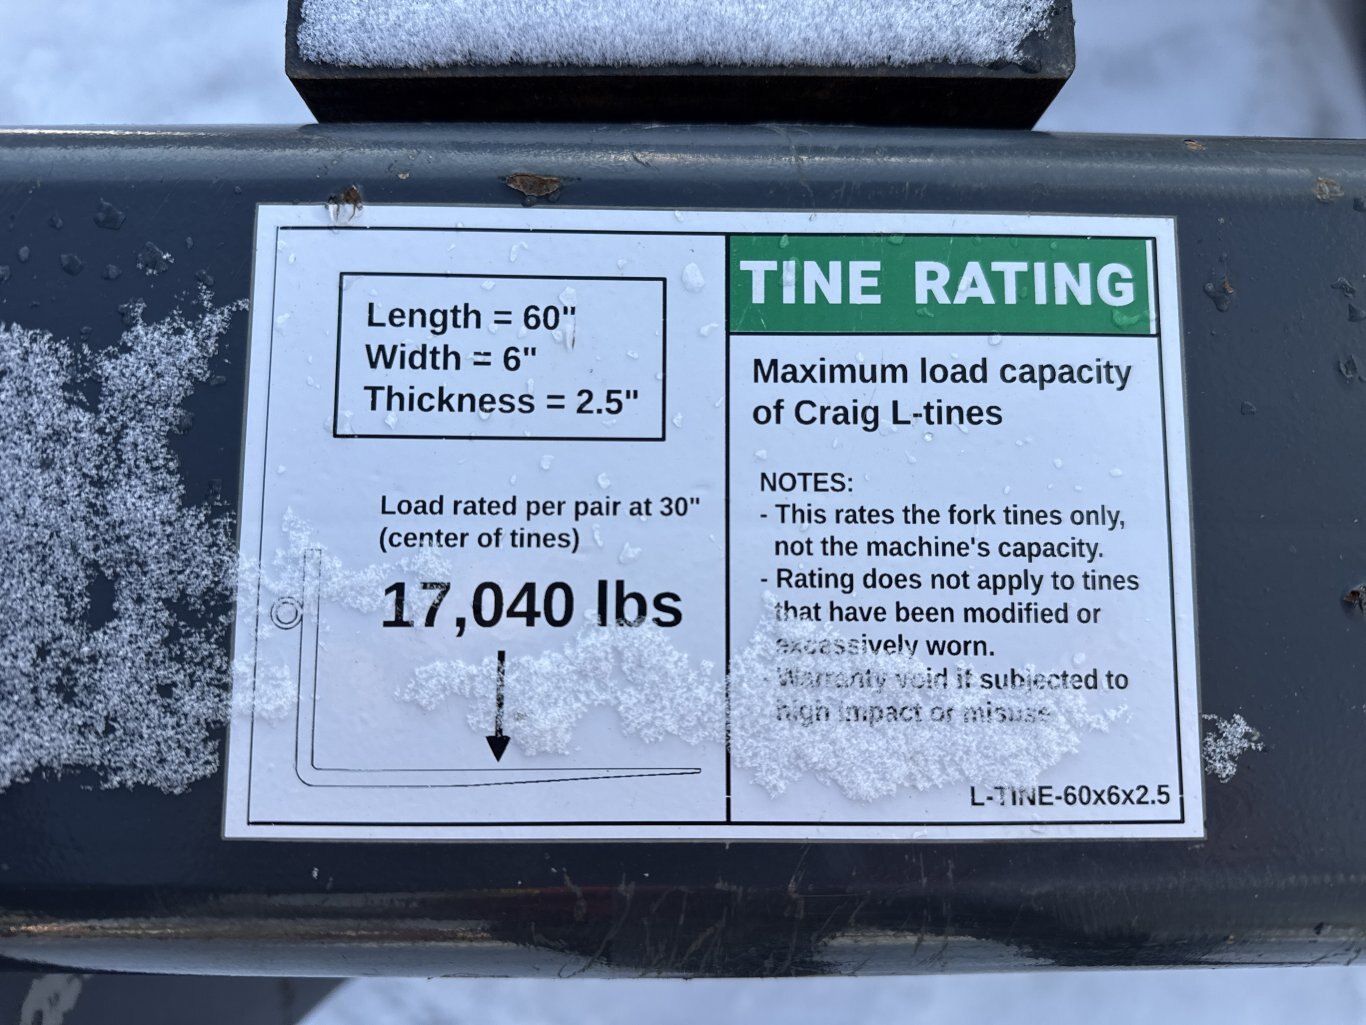 Length = 60"
Width = 6"
Thickness = 2.5"
Load rated per pair at 30"
(center of tines)
17,040 lbs
TINE RATING
Maximum load capacity
of Craig L-tines
NOTES:
- This rates the fork tines only,
not the machine's capacity.
- Rating does not apply to tines
that have been modified or
excessively worn.
- Warranty void if subjected to
high impact or misuse
L-TINE-60x6x2.5